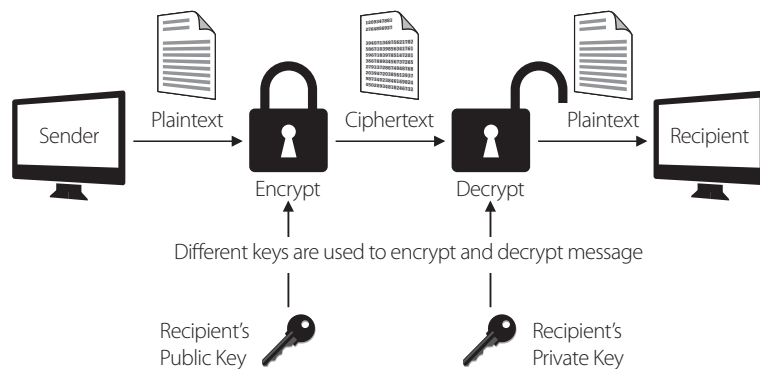 Sender
Plaintext
Ciphertext
Plaintext
Recipient
Encrypt
Decrypt
Different keys are used to encrypt and decrypt message
Recipient's
Public Key
Recipient's
Private Key